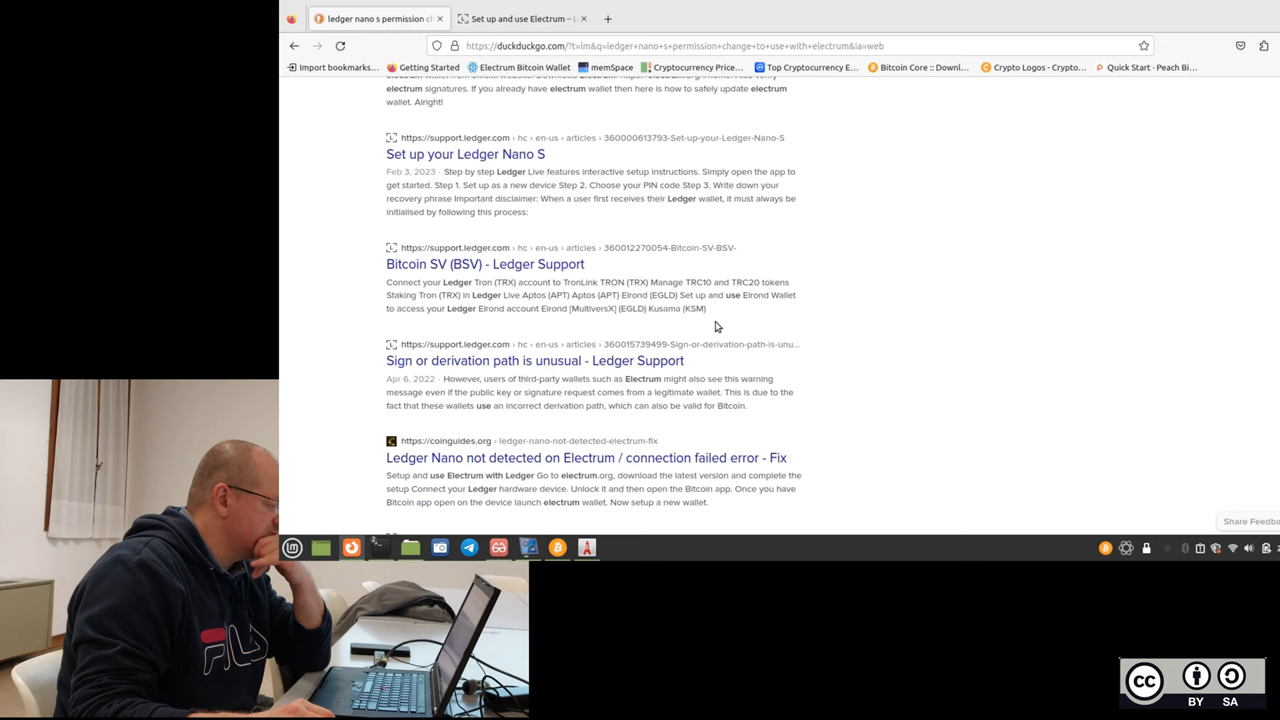 ledger nano s permission ch
Set up and use Electrum – L
https://duckduckgo.com/?t=lm&q=ledger+nano+s+permission+change+to+use+with+electrum&ia=web
Import bookmarks... Getting Started Electrum Bitcoin Wallet memSpace Cryptocurrency Price... Top Cryptocurrency E... Bitcoin Core :: Downl... Crypto Logos - Crypto... Quick Start · Peach Bi...
electrum signatures. If you already have electrum wallet then here is how to safely update electrum
wallet. Alright!
https://support.ledger.com › hc › en-us › articles › 360000613793-Set-up-your-Ledger-Nano-S
Set up your Ledger Nano S
Feb 3, 2023 · Step by step Ledger Live features interactive setup instructions. Simply open the app to
get started. Step 1. Set up as a new device Step 2. Choose your PIN code Step 3. Write down your
recovery phrase Important disclaimer: When a user first receives their Ledger wallet, it must always be
initialised by following this process:
https://support.ledger.com › hc › en-us › articles › 360012270054-Bitcoin-SV-BSV-
Bitcoin SV (BSV) - Ledger Support
Connect your Ledger Tron (TRX) account to TronLink TRON (TRX) Manage TRC10 and TRC20 tokens
Staking Tron (TRX) in Ledger Live Aptos (APT) Aptos (APT) Elrond (EGLD) Set up and use Elrond Wallet
to access your Ledger Elrond account Elrond [MultiversX] (EGLD) Kusama (KSM)
https://support.ledger.com › hc › en-us › articles › 360015739499-Sign-or-derivation-path-is-unu...
Sign or derivation path is unusual - Ledger Support
Apr 6, 2022 · However, users of third-party wallets such as Electrum might also see this warning
message even if the public key or signature request comes from a legitimate wallet. This is due to the
fact that these wallets use an incorrect derivation path, which can also be valid for Bitcoin.
https://coinguides.org › ledger-nano-not-detected-electrum-fix
Ledger Nano not detected on Electrum / connection failed error - Fix
Setup and use Electrum with Ledger Go to electrum.org, download the latest version and complete the
setup Connect your Ledger hardware device. Unlock it and then open the Bitcoin app. Once you have
Bitcoin app open on the device launch electrum wallet. Now setup a new wallet.
Share Feedba
FILA
CC
BY SA